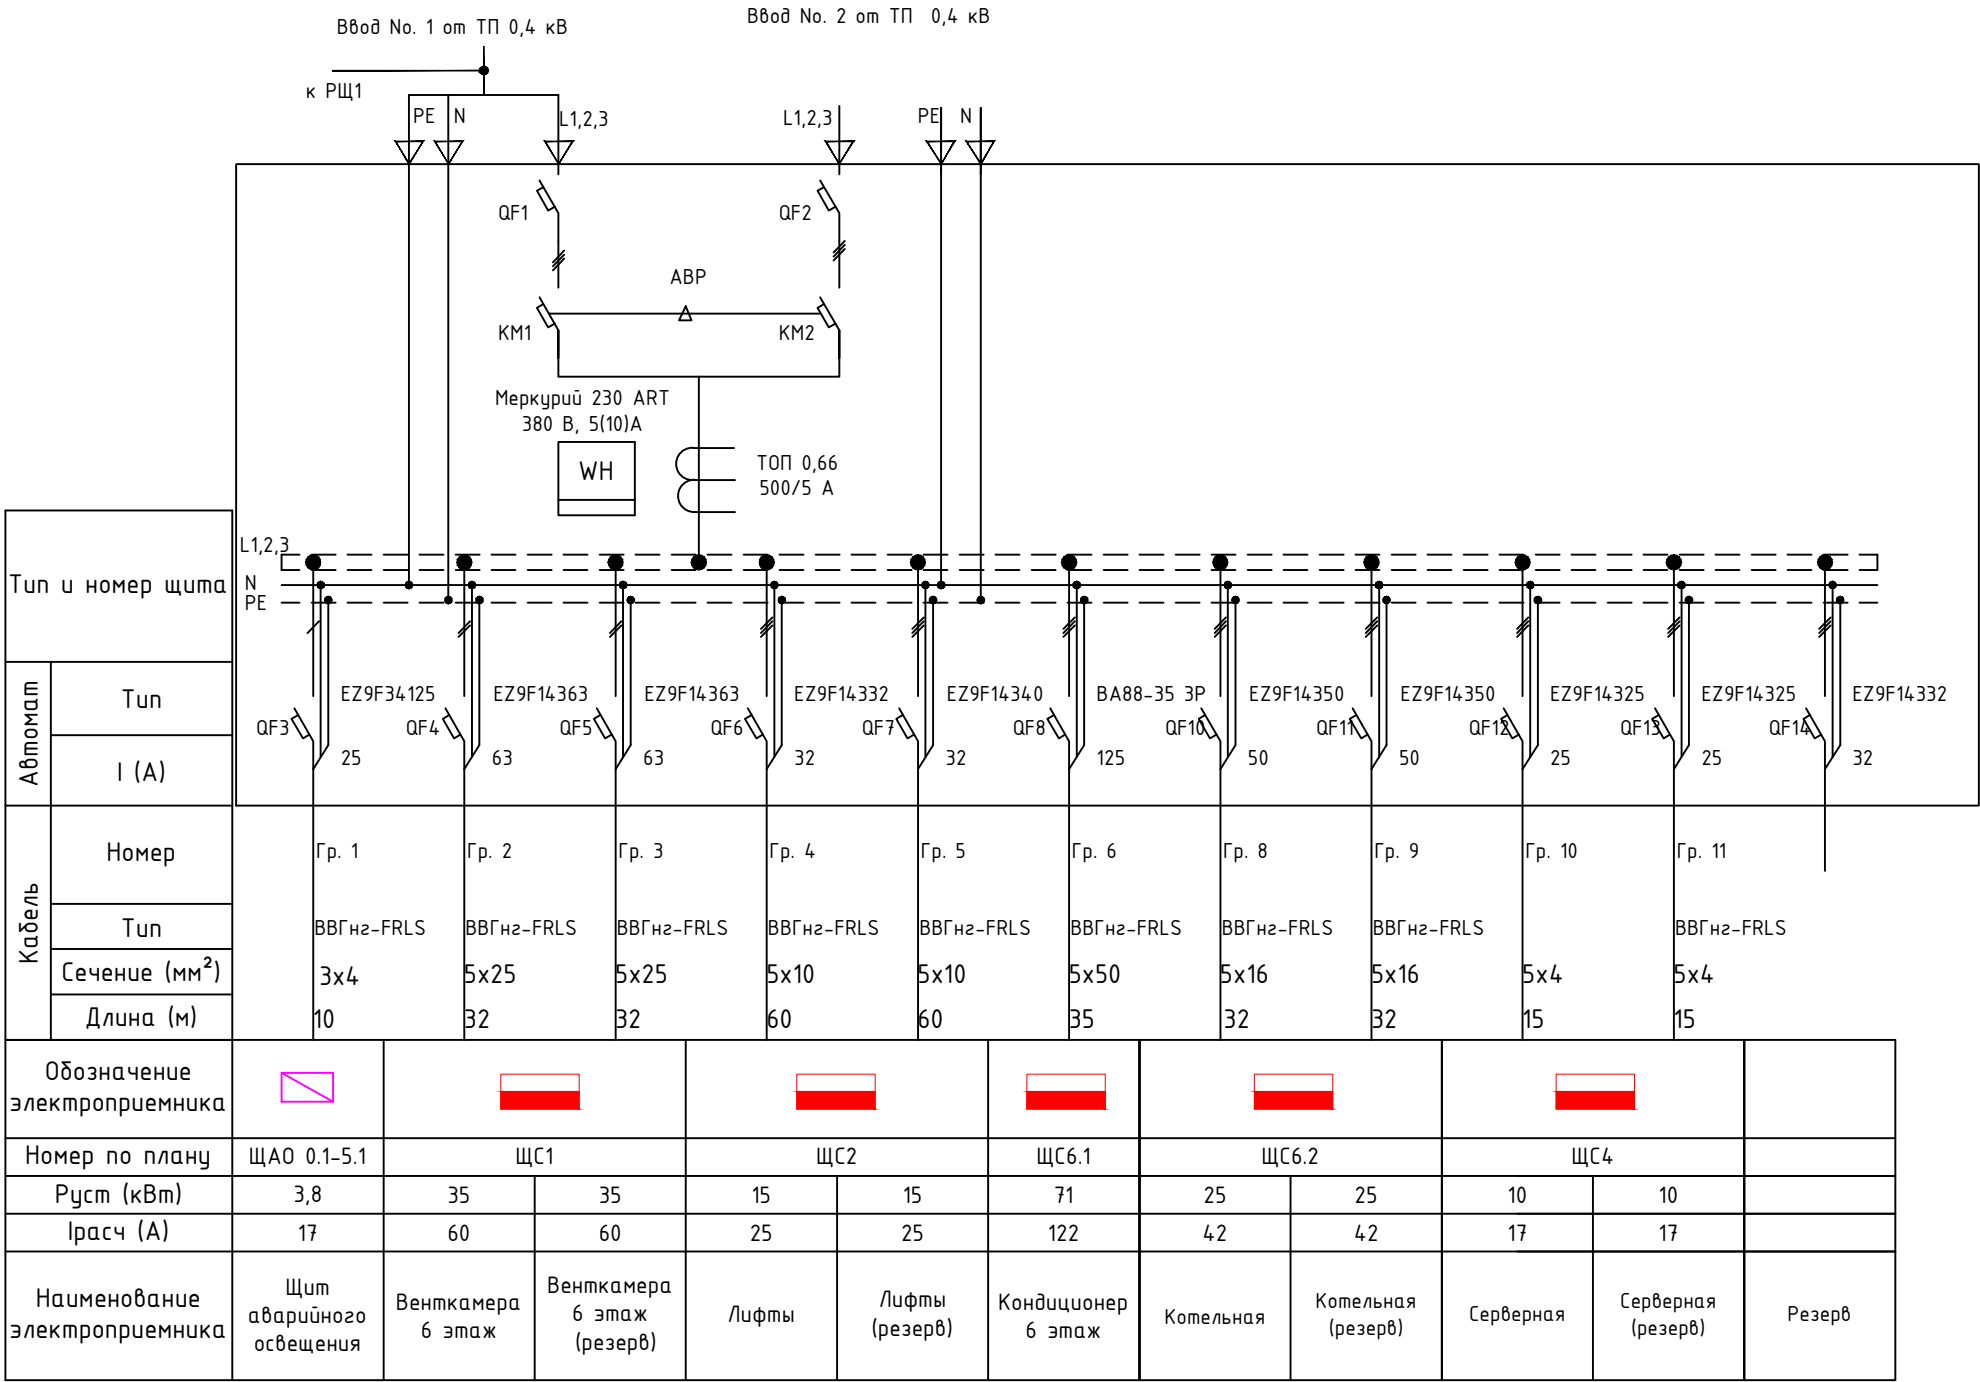 Ввод No. 1 от ТП 0,4 кВ
Ввод No. 2 от ТП 0,4 кВ
к РЩ1
PE N L1,2,3
L1,2,3 PE N
QF1 QF2
АВР
KM1 KM2
Меркурий 230 ART
380 В, 5(10)А
WH
ТОП 0,66
500/5 А
L1,2,3
N
PE
Тип и номер щита
Автомат
Тип
EZ9F34125 EZ9F14363 EZ9F14363 EZ9F14332 EZ9F14340 ВА88-35 3Р EZ9F14350 EZ9F14350 EZ9F14325 EZ9F14325 EZ9F14332
QF3 QF4 QF5 QF6 QF7 QF8 QF10 QF11 QF12 QF13 QF14
I (А)
25 63 63 32 32 125 50 50 25 25 32
Кабель
Номер
Гр. 1 Гр. 2 Гр. 3 Гр. 4 Гр. 5 Гр. 6 Гр. 8 Гр. 9 Гр. 10 Гр. 11
Тип
ВВГнг-FRLS ВВГнг-FRLS ВВГнг-FRLS ВВГнг-FRLS ВВГнг-FRLS ВВГнг-FRLS ВВГнг-FRLS ВВГнг-FRLS ВВГнг-FRLS
Сечение (мм²)
3х4 5х25 5х25 5х10 5х10 5х50 5х16 5х16 5х4 5х4
Длина (м)
10 32 32 60 60 35 32 32 15 15
Обозначение
электроприемника
Номер по плану
ЩАО 0.1-5.1 ЩС1 ЩС2 ЩС6.1 ЩС6.2 ЩС4
Руст (кВт)
3,8 35 35 15 15 71 25 25 10 10
Iрасч (А)
17 60 60 25 25 122 42 42 17 17
Наименование
электроприемника
Щит
аварийного
освещения
Венткамера
6 этаж
Венткамера
6 этаж
(резерв)
Лифты
Лифты
(резерв)
Кондиционер
6 этаж
Котельная
Котельная
(резерв)
Серверная
Серверная
(резерв)
Резерв